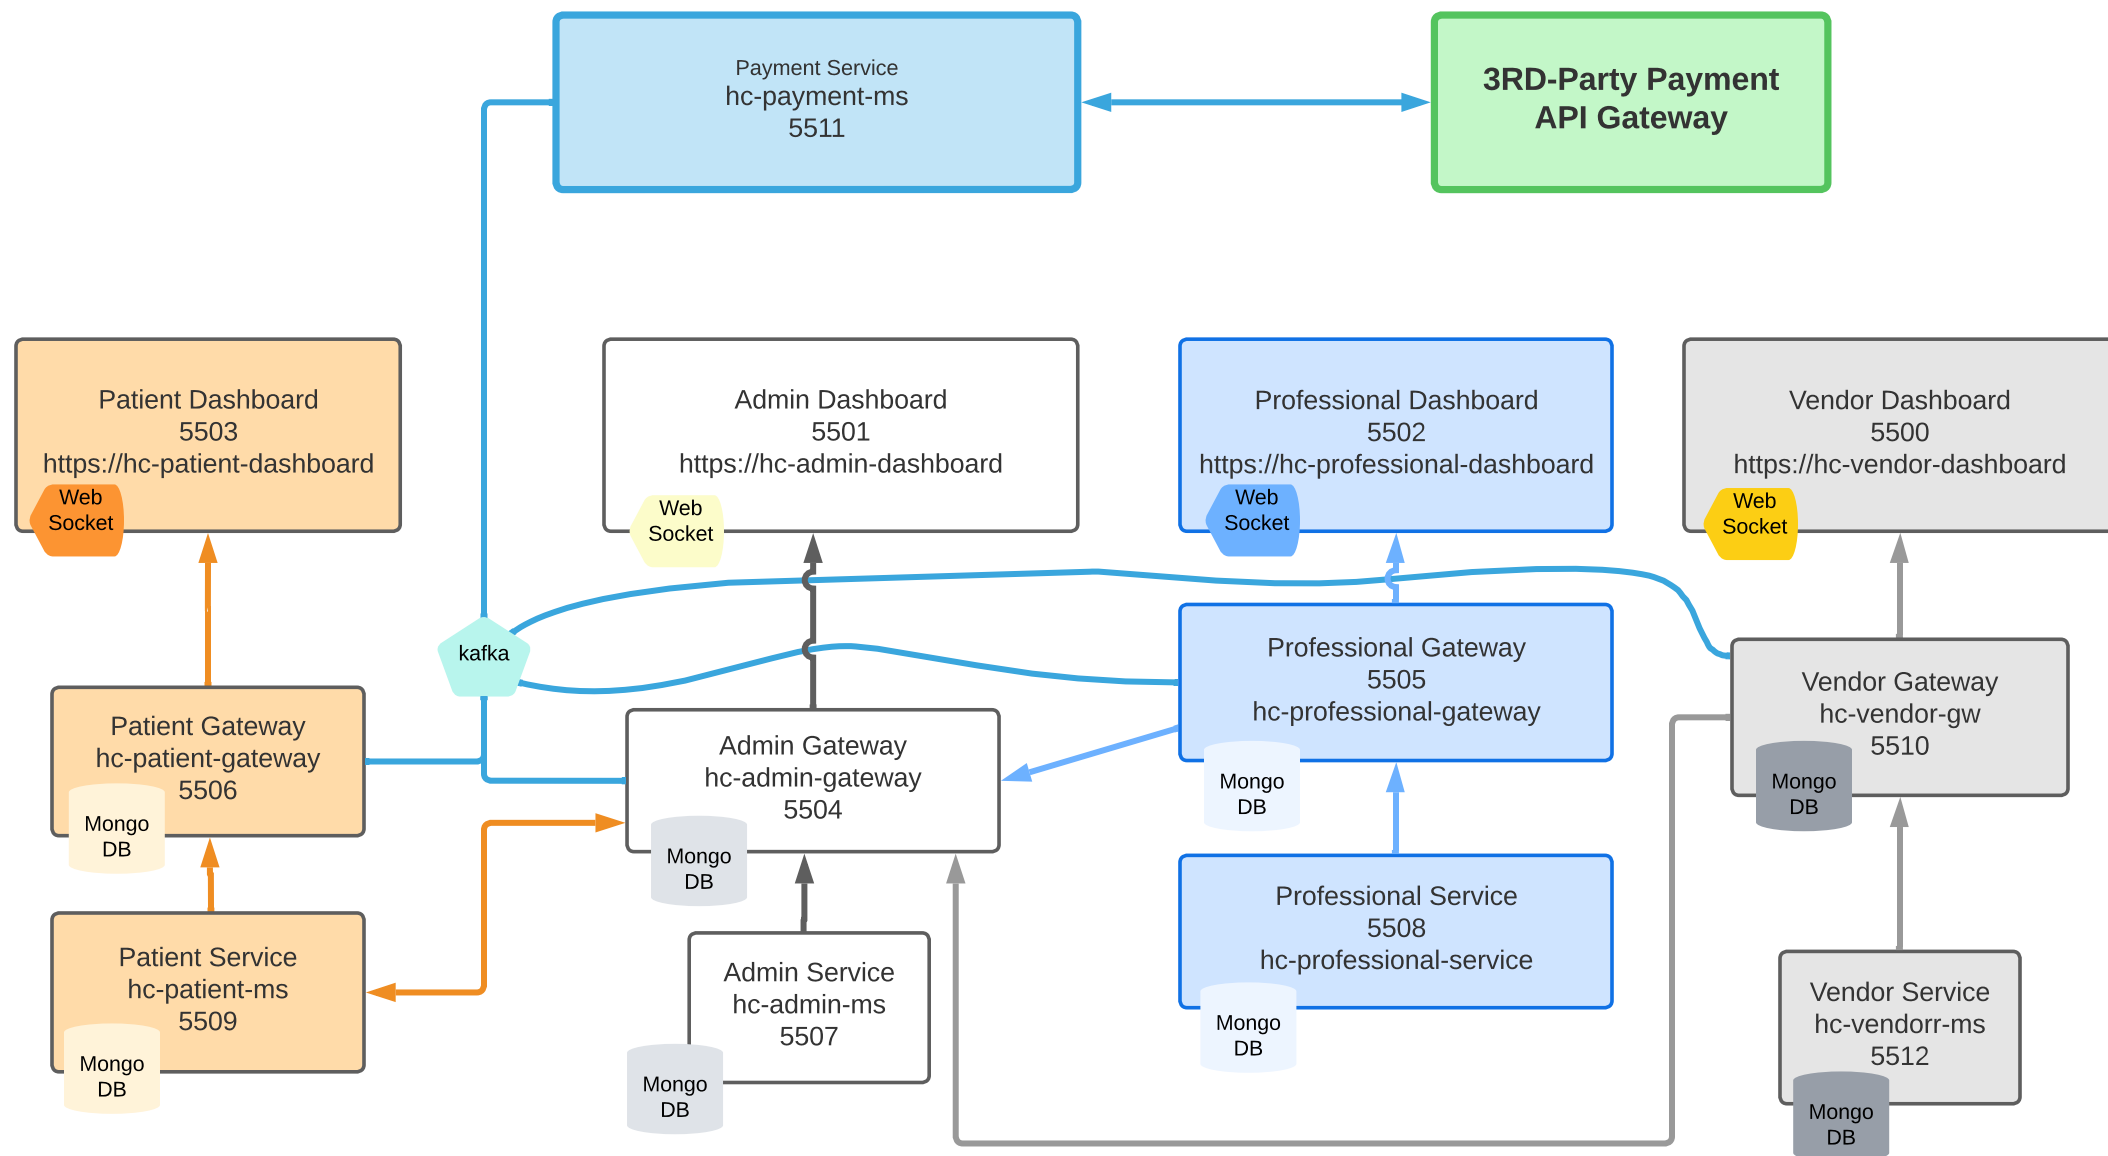 Payment Service
hc-payment-ms
5511
3RD-Party Payment
API Gateway
Patient Dashboard
5503
https://hc-patient-dashboard
Web
Socket
Admin Dashboard
5501
https://hc-admin-dashboard
Web
Socket
Professional Dashboard
5502
https://hc-professional-dashboard
Web
Socket
Vendor Dashboard
5500
https://hc-vendor-dashboard
Web
Socket
kafka
Patient Gateway
hc-patient-gateway
5506
Mongo
DB
Admin Gateway
hc-admin-gateway
5504
Mongo
DB
Professional Gateway
5505
hc-professional-gateway
Mongo
DB
Vendor Gateway
hc-vendor-gw
5510
Mongo
DB
Patient Service
hc-patient-ms
5509
Mongo
DB
Admin Service
hc-admin-ms
5507
Mongo
DB
Professional Service
5508
hc-professional-service
Mongo
DB
Vendor Service
hc-vendorr-ms
5512
Mongo
DB